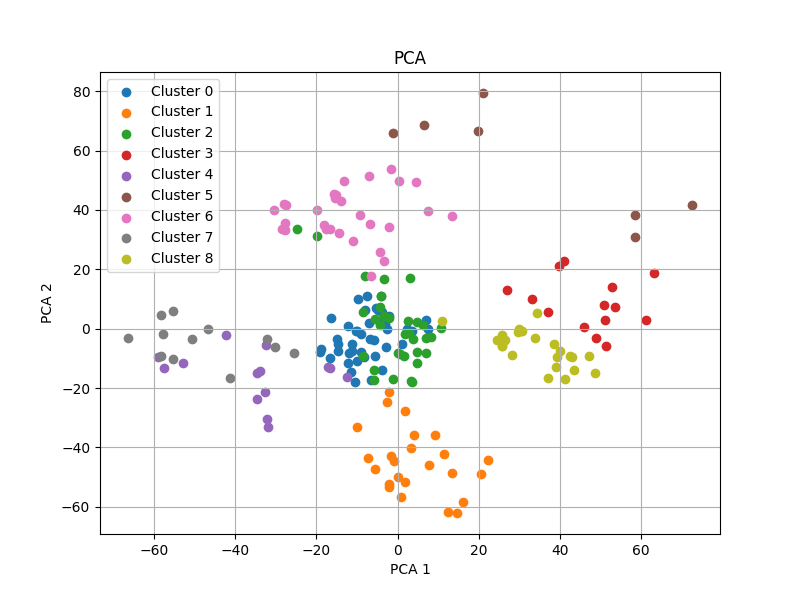 PCA
Cluster 0
Cluster 1
Cluster 2
Cluster 3
Cluster 4
Cluster 5
Cluster 6
Cluster 7
Cluster 8
80
60
40
20
0
−20
−40
−60
PCA 2
−60 −40 −20 0 20 40 60
PCA 1